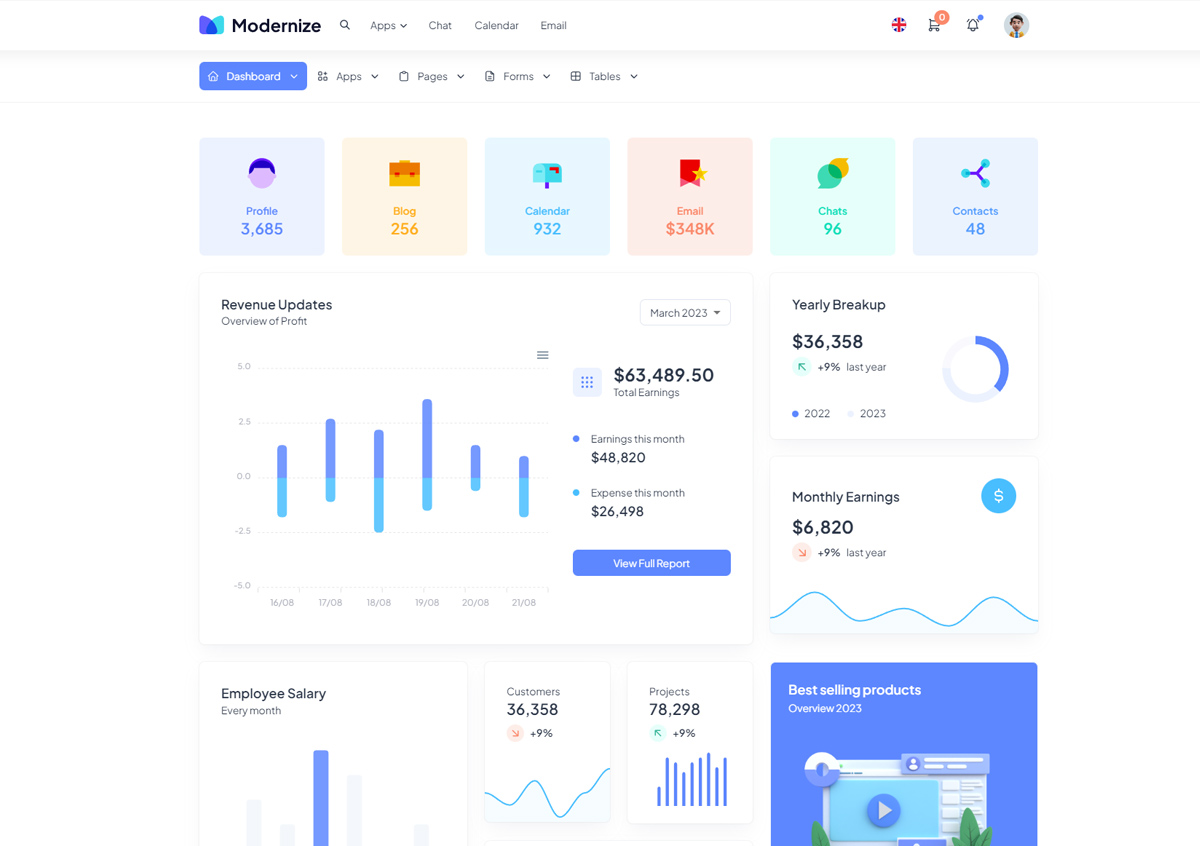 Modernize
Apps
Chat
Calendar
Email
0
Dashboard
Apps
Pages
Forms
Tables
Profile
3,685
Blog
256
Calendar
932
Email
$348K
Chats
96
Contacts
48
Revenue Updates
Overview of Profit
March 2023
5.0
2.5
0.0
-2.5
-5.0
16/08 17/08 18/08 19/08 20/08 21/08
$63,489.50
Total Earnings
Earnings this month
$48,820
Expense this month
$26,498
View Full Report
Yearly Breakup
$36,358
+9% last year
2022 2023
Monthly Earnings
$
$6,820
+9% last year
Employee Salary
Every month
Customers
36,358
+9%
Projects
78,298
+9%
Best selling products
Overview 2023